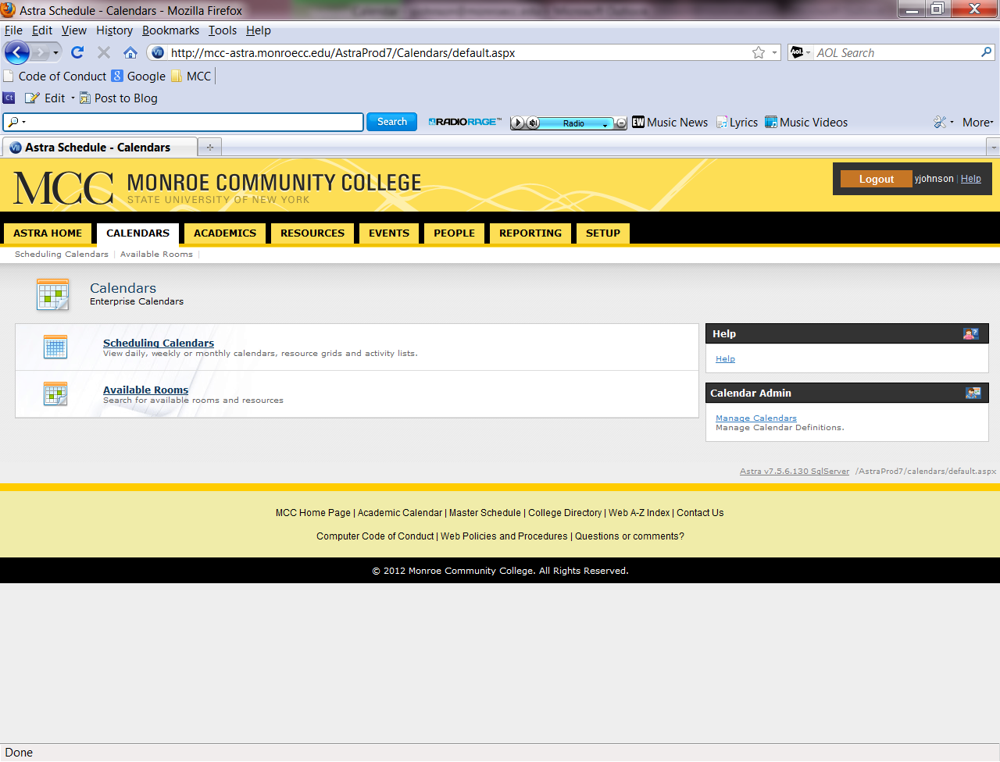 Astra Schedule - Calendars - Mozilla Firefox
File Edit View History Bookmarks Tools Help
http://mcc-astra.monroecc.edu/AstraProd7/Calendars/default.aspx
Aol. AOL Search
Code of Conduct Google MCC
Ct Edit Post to Blog
Search RADIORAGE™ Radio EW Music News Lyrics Music Videos More
VII Astra Schedule - Calendars
MCC MONROE COMMUNITY COLLEGE
STATE UNIVERSITY OF NEW YORK
Logout yjohnson | Help
ASTRA HOME CALENDARS ACADEMICS RESOURCES EVENTS PEOPLE REPORTING SETUP
Scheduling Calendars | Available Rooms |
Calendars
Enterprise Calendars
Scheduling Calendars
View daily, weekly or monthly calendars, resource grids and activity lists.
Available Rooms
Search for available rooms and resources
Help
Help
Calendar Admin
Manage Calendars
Manage Calendar Definitions.
Astra v7.5.6.130 SqlServer /AstraProd7/calendars/default.aspx
MCC Home Page | Academic Calendar | Master Schedule | College Directory | Web A-Z Index | Contact Us
Computer Code of Conduct | Web Policies and Procedures | Questions or comments?
© 2012 Monroe Community College. All Rights Reserved.
Done